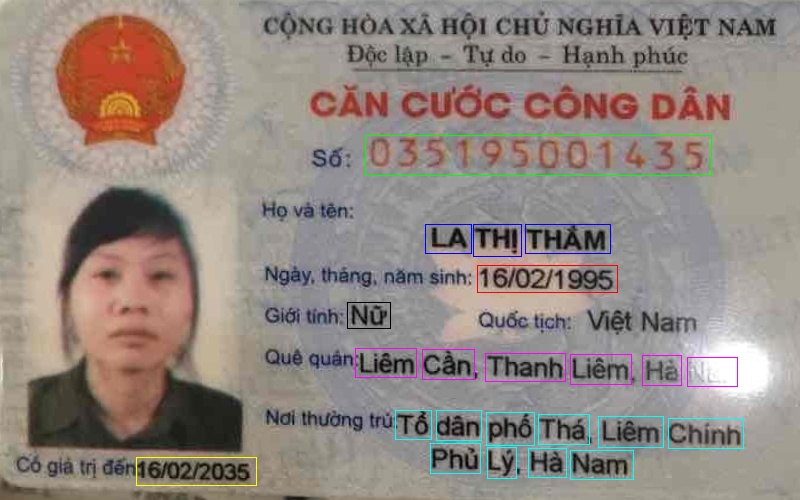 CỘNG HÒA XÃ HỘI CHỦ NGHĨA VIỆT NAM
Độc lập - Tự do - Hạnh phúc
CĂN CƯỚC CÔNG DÂN
Số: 035195001435
Họ và tên:
LA THỊ THẮM
Ngày, tháng, năm sinh: 16/02/1995
Giới tính: Nữ Quốc tịch: Việt Nam
Quê quán: Liêm Cần, Thanh Liêm, Hà
Nơi thường trú: Tổ dân phố Thá, Liêm Chính
Phủ Lý, Hà Nam
Có giá trị đến: 16/02/2035